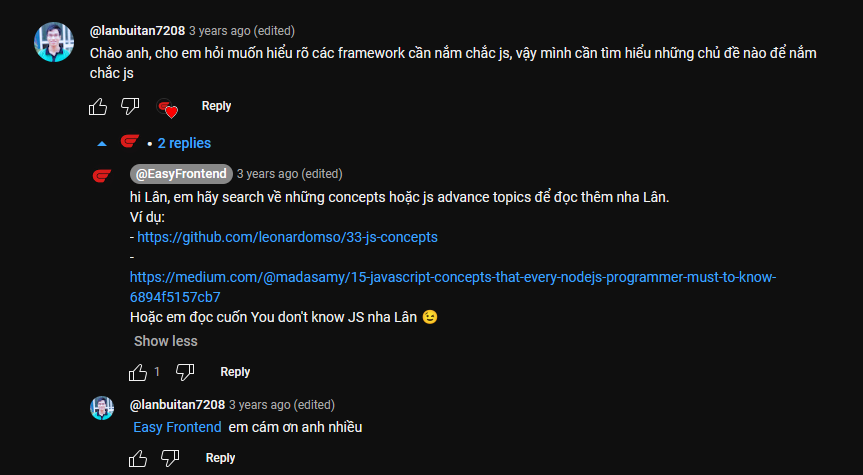 @lanbuitan7208 3 years ago (edited)
Chào anh, cho em hỏi muốn hiểu rõ các framework cần nắm chắc js, vậy mình cần tìm hiểu những chủ đề nào để nắm
chắc js
Reply
• 2 replies
@EasyFrontend 3 years ago (edited)
hi Lân, em hãy search về những concepts hoặc js advance topics để đọc thêm nha Lân.
Ví dụ:
- https://github.com/leonardomso/33-js-concepts
-
https://medium.com/@madasamy/15-javascript-concepts-that-every-nodejs-programmer-must-to-know-
6894f5157cb7
Hoặc em đọc cuốn You don't know JS nha Lân 😉
Show less
1 Reply
@lanbuitan7208 3 years ago (edited)
Easy Frontend em cám ơn anh nhiều
Reply